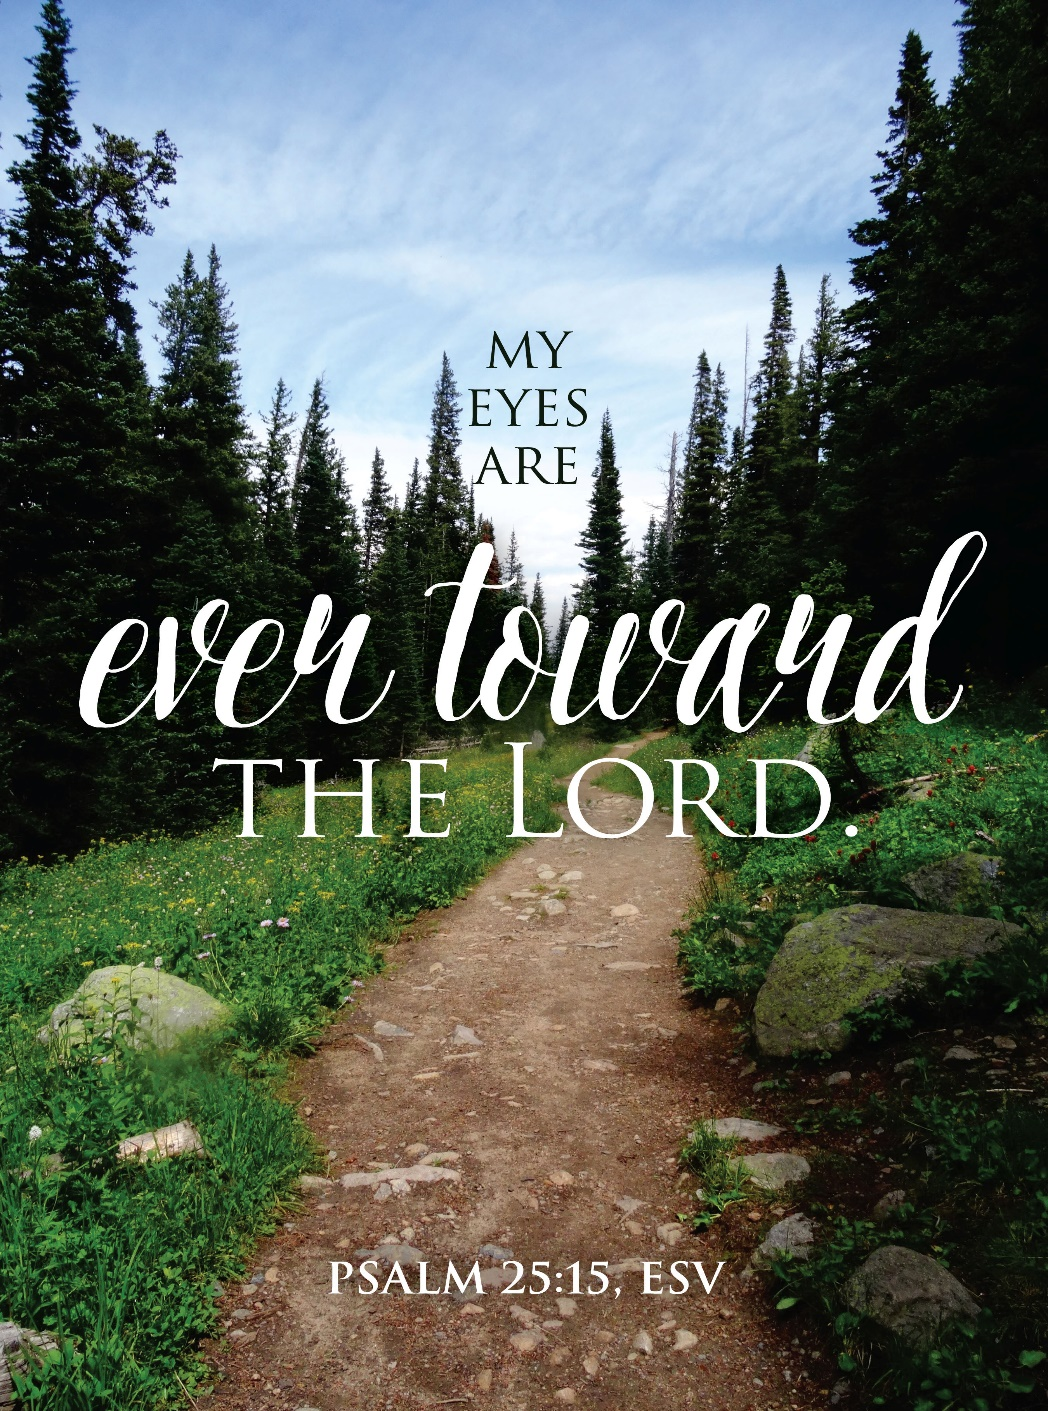 MY
EYES
ARE
ever toward
THE LORD.
PSALM 25:15, ESV